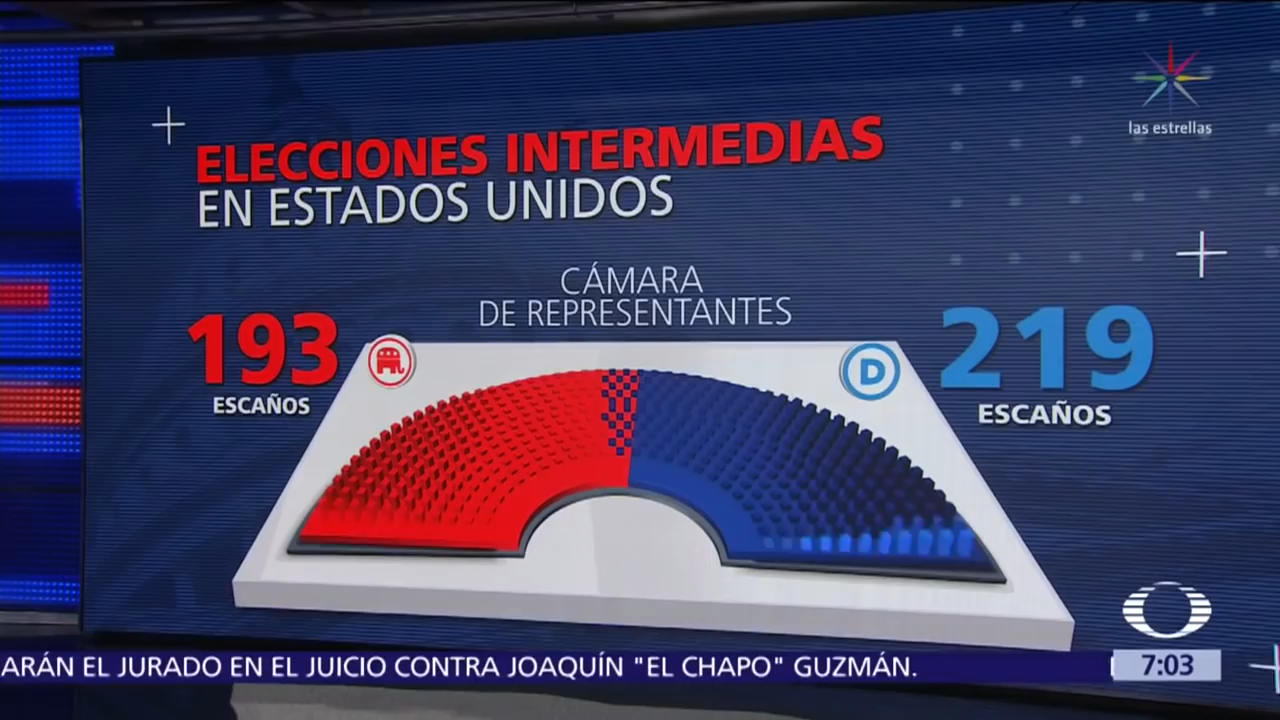 las estrellas
ELECCIONES INTERMEDIAS
EN ESTADOS UNIDOS
CÁMARA
DE REPRESENTANTES
193
ESCAÑOS
D
219
ESCAÑOS
ARÁN EL JURADO EN EL JUICIO CONTRA JOAQUÍN "EL CHAPO" GUZMÁN.
7:03